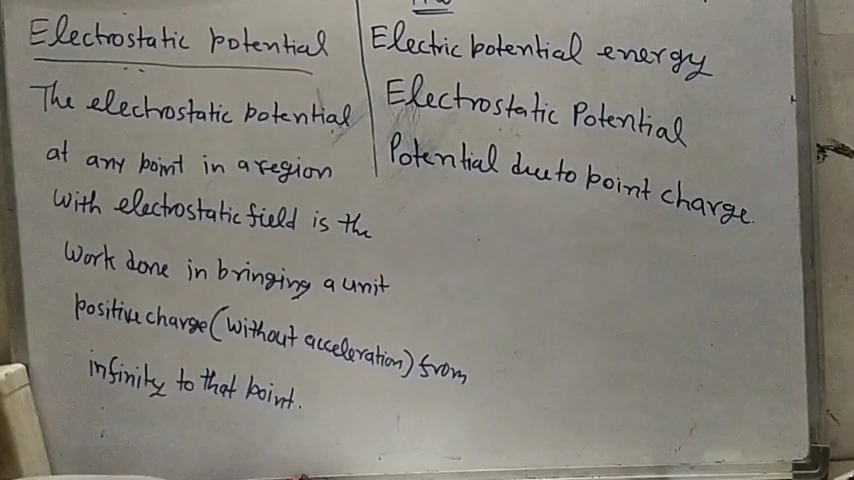 Electrostatic potential
The electrostatic potential
at any point in a region
with electrostatic field is the
work done in bringing a unit
positive charge (without acceleration) from
infinity to that point.
Electric potential energy
Electrostatic Potential
Potential due to point charge.